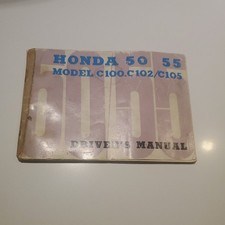 HONDA 50 55
MODEL C100.C102/C105
DRIVER'S MANUAL